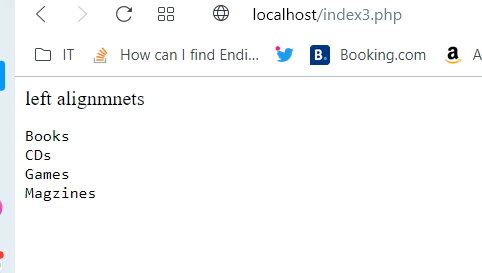 localhost/index3.php
IT How can I find Endi... B. Booking.com a A
left alignmnets
Books
CDs
Games
Magzines